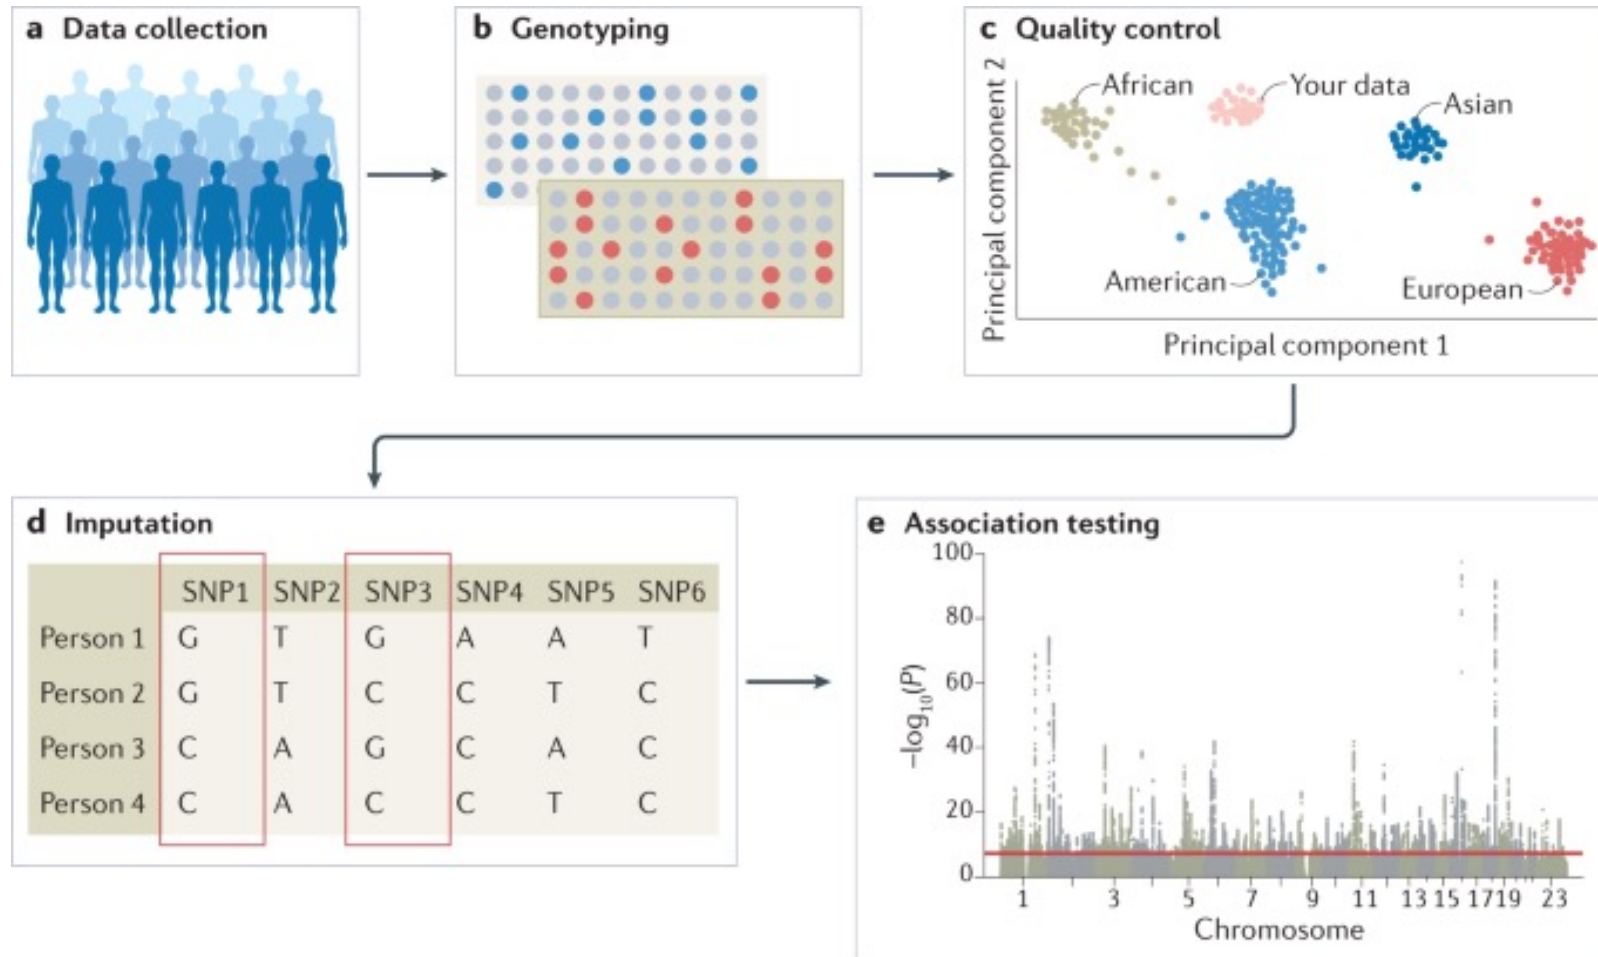 a Data collection
b Genotyping
c Quality control
Principal component 2
African
Your data
Asian
American
European
Principal component 1
d Imputation
SNP1 SNP2 SNP3 SNP4 SNP5 SNP6
Person 1 G T G A A T
Person 2 G T C C T C
Person 3 C A G C A C
Person 4 C A C C T C
e Association testing
–log10(P)
100
80
60
40
20
0
1 3 5 7 9 11 13 15 17 19 23
Chromosome